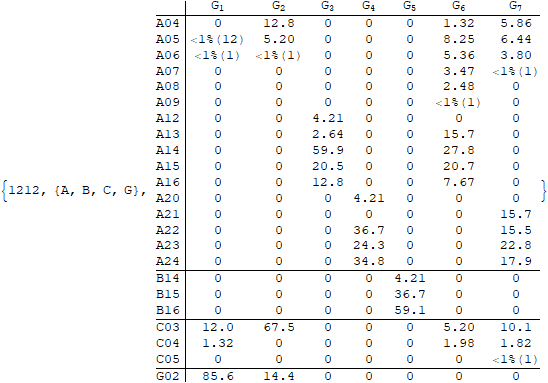 G1 G2 G3 G4 G5 G6 G7
A04 0 12.8 0 0 0 1.32 5.86
A05 <1%(12) 5.20 0 0 0 8.25 6.44
A06 <1%(1) <1%(1) 0 0 0 5.36 3.80
A07 0 0 0 0 0 3.47 <1%(1)
A08 0 0 0 0 0 2.48 0
A09 0 0 0 0 0 <1%(1) 0
A12 0 0 4.21 0 0 0 0
A13 0 0 2.64 0 0 15.7 0
A14 0 0 59.9 0 0 27.8 0
A15 0 0 20.5 0 0 20.7 0
A16 0 0 12.8 0 0 7.67 0
{1212, {A, B, C, G}, }
A20 0 0 0 4.21 0 0 0
A21 0 0 0 0 0 0 15.7
A22 0 0 0 36.7 0 0 15.5
A23 0 0 0 24.3 0 0 22.8
A24 0 0 0 34.8 0 0 17.9
B14 0 0 0 0 4.21 0 0
B15 0 0 0 0 36.7 0 0
B16 0 0 0 0 59.1 0 0
C03 12.0 67.5 0 0 0 5.20 10.1
C04 1.32 0 0 0 0 1.98 1.82
C05 0 0 0 0 0 0 <1%(1)
G02 85.6 14.4 0 0 0 0 0